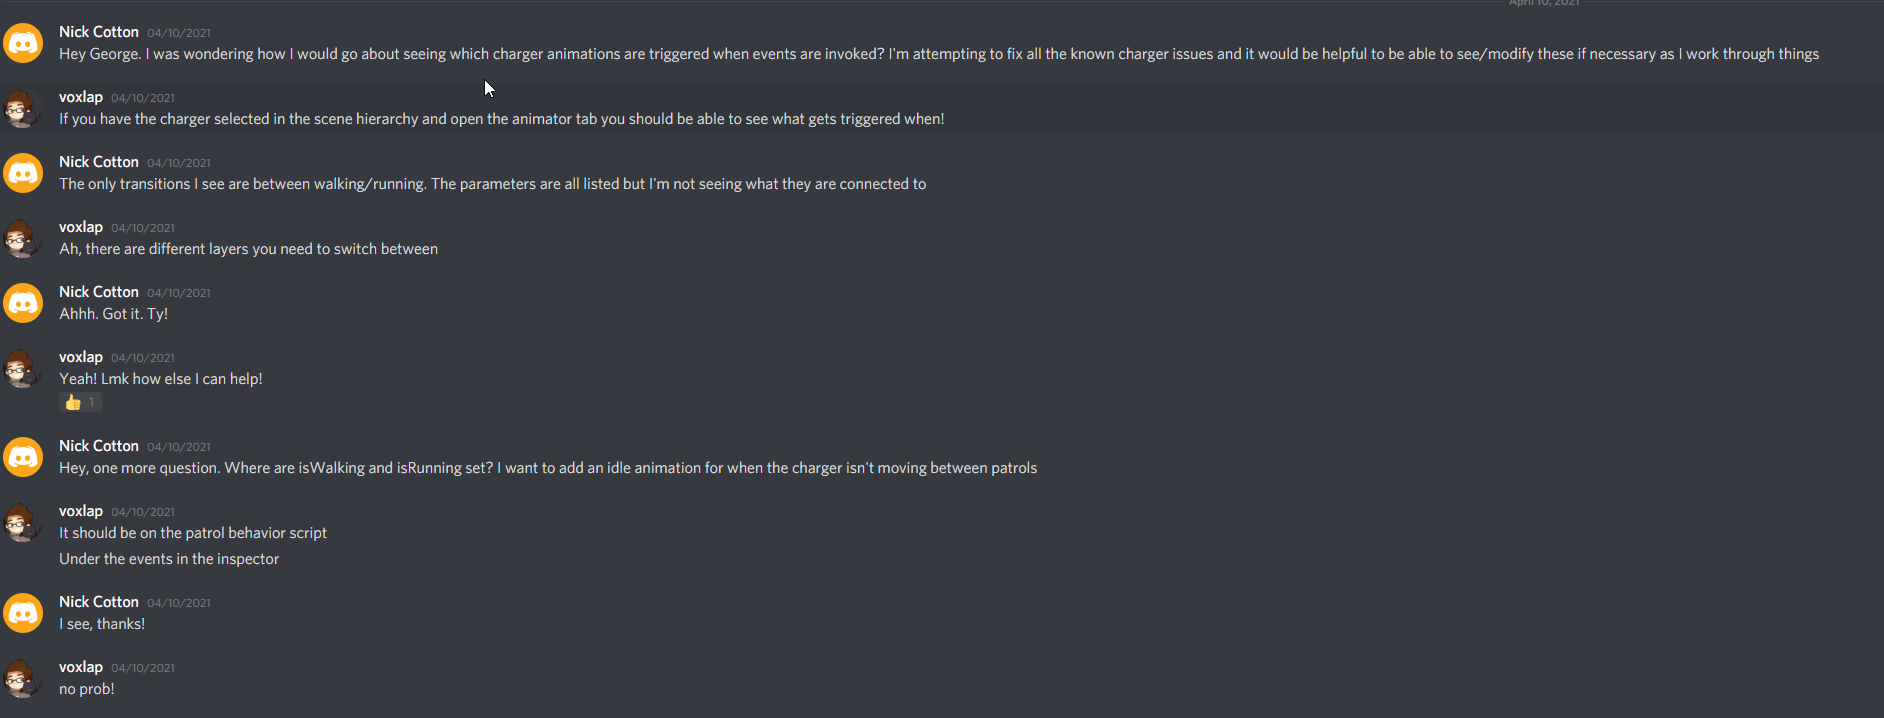 April 10, 2021
Nick Cotton 04/10/2021
Hey George. I was wondering how I would go about seeing which charger animations are triggered when events are invoked? I'm attempting to fix all the known charger issues and it would be helpful to be able to see/modify these if necessary as I work through things
voxlap 04/10/2021
If you have the charger selected in the scene hierarchy and open the animator tab you should be able to see what gets triggered when!
Nick Cotton 04/10/2021
The only transitions I see are between walking/running. The parameters are all listed but I'm not seeing what they are connected to
voxlap 04/10/2021
Ah, there are different layers you need to switch between
Nick Cotton 04/10/2021
Ahhh. Got it. Ty!
voxlap 04/10/2021
Yeah! Lmk how else I can help!
👍 1
Nick Cotton 04/10/2021
Hey, one more question. Where are isWalking and isRunning set? I want to add an idle animation for when the charger isn't moving between patrols
voxlap 04/10/2021
It should be on the patrol behavior script
Under the events in the inspector
Nick Cotton 04/10/2021
I see, thanks!
voxlap 04/10/2021
no prob!